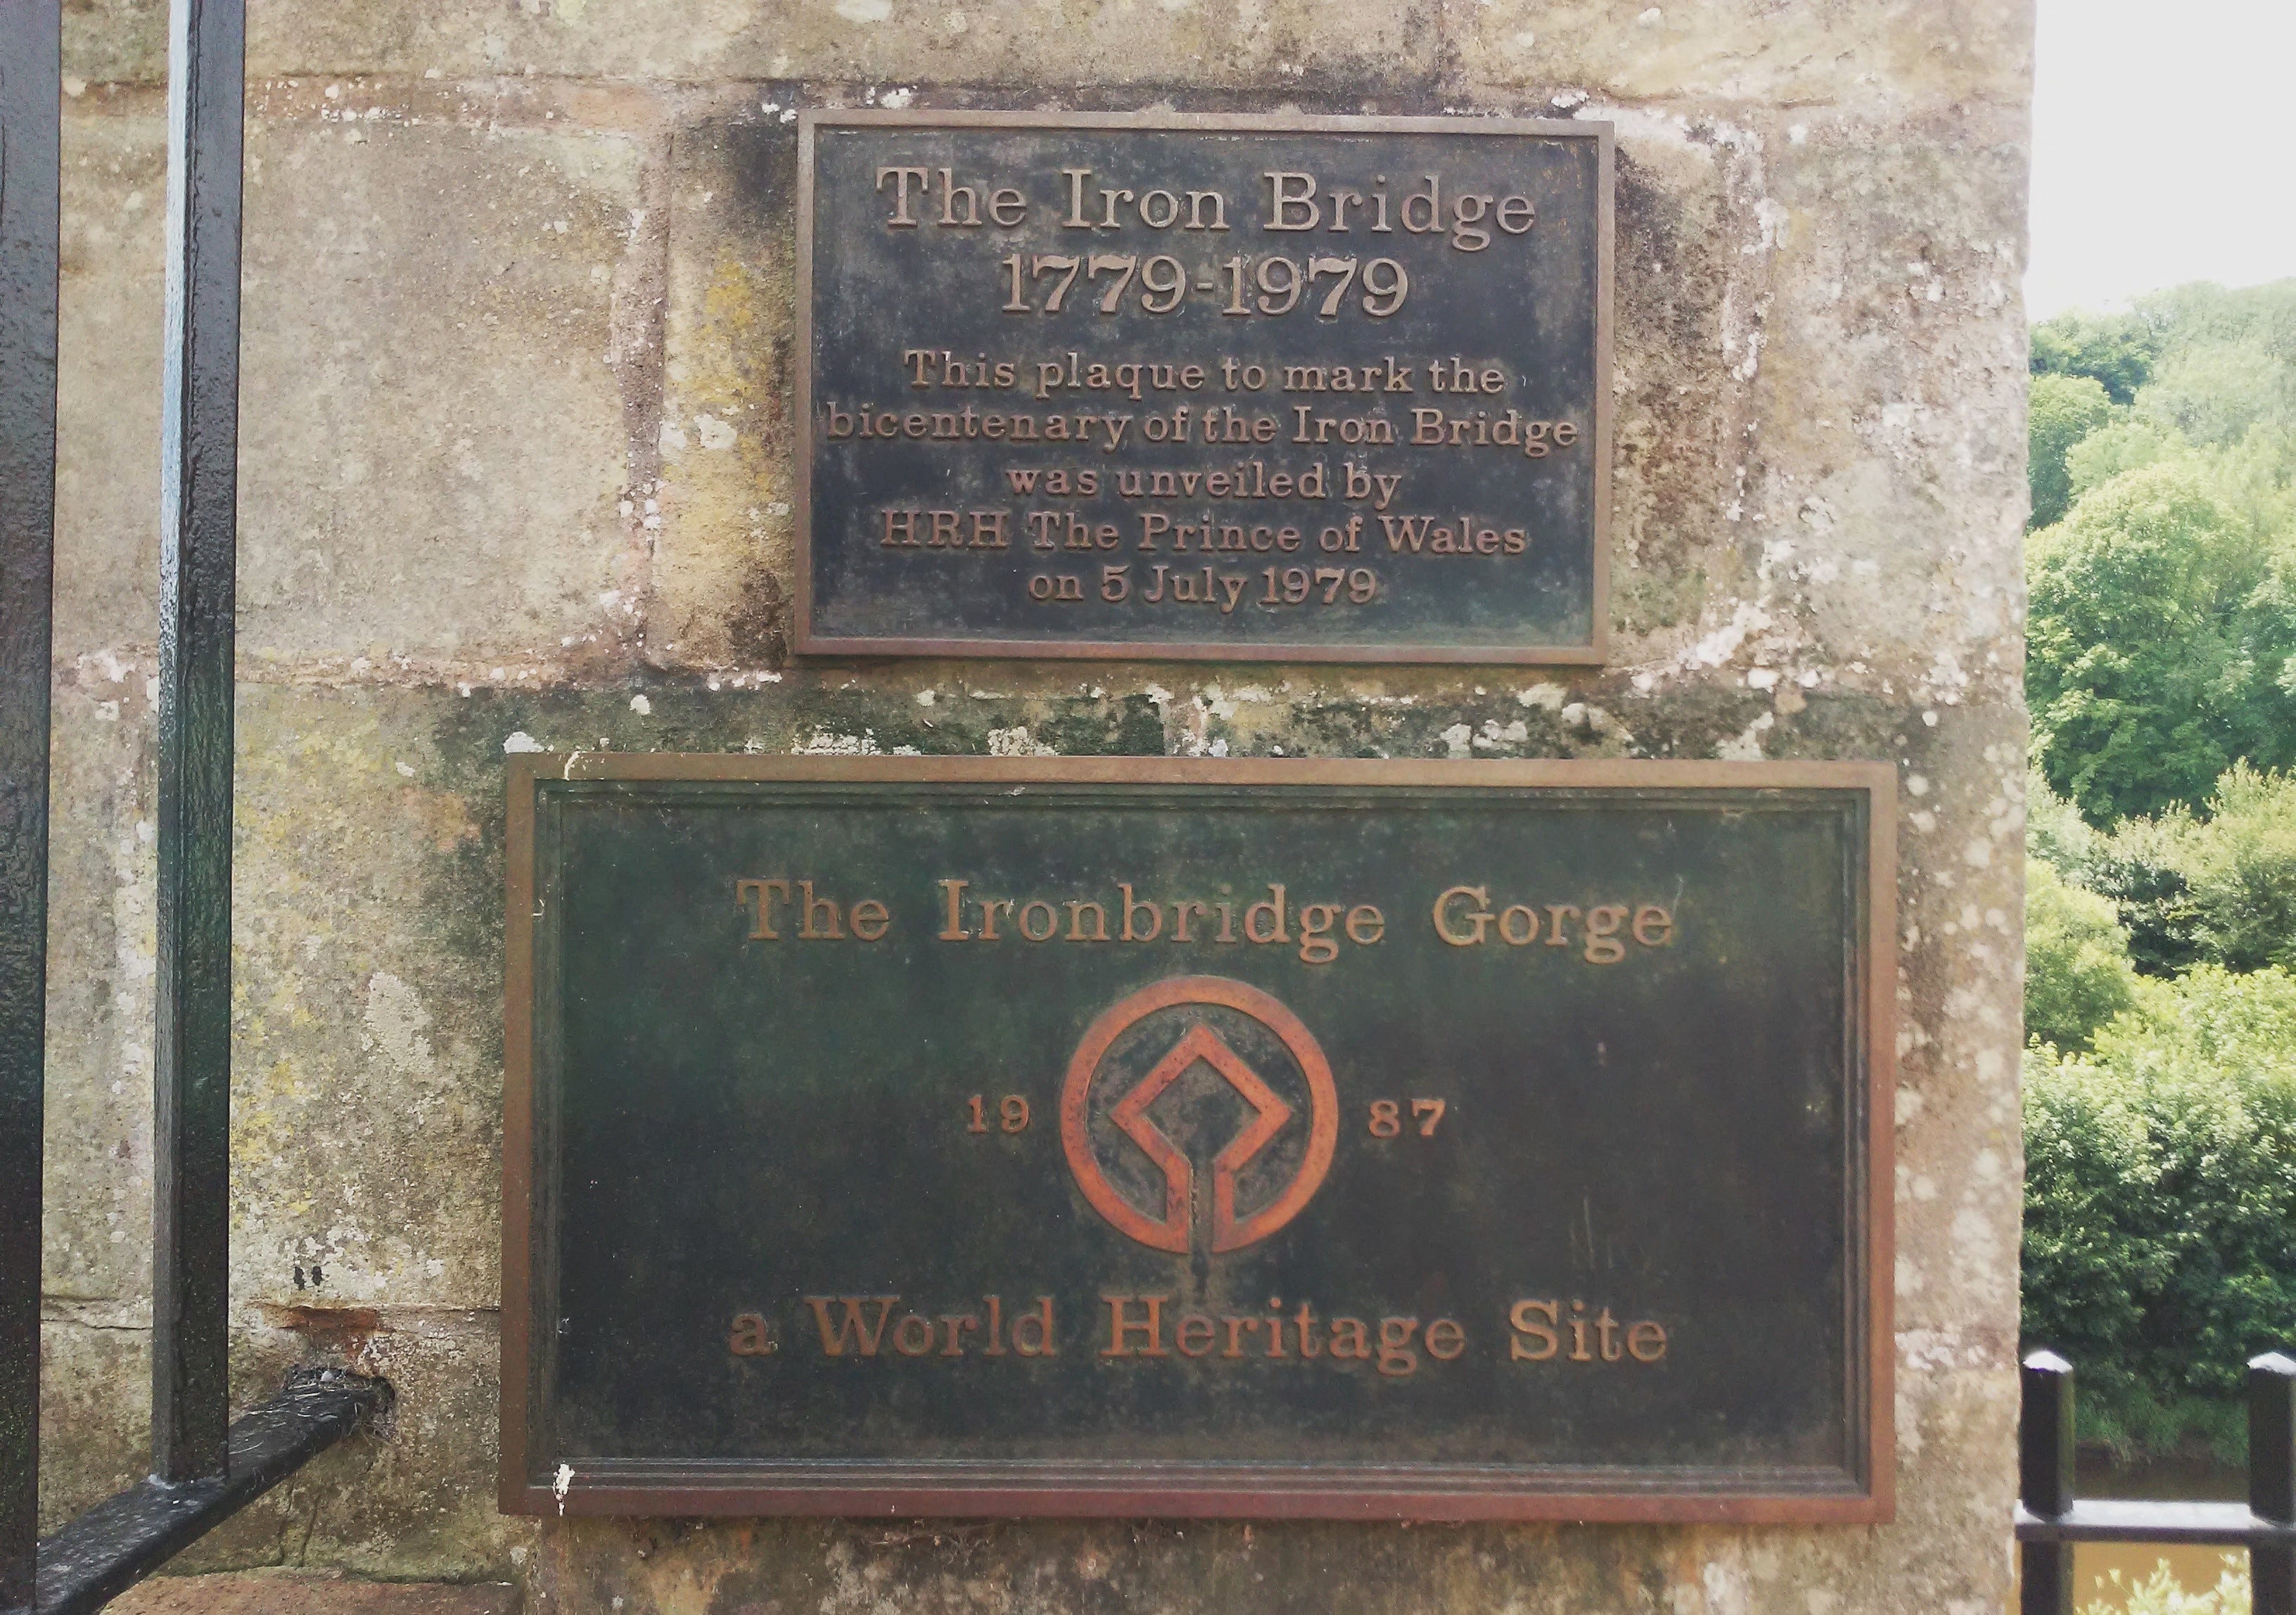 The Iron Bridge
1779-1979
This plaque to mark the
bicentenary of the Iron Bridge
was unveiled by
HRH The Prince of Wales
on 5 July 1979
The Ironbridge Gorge
19 87
a World Heritage Site